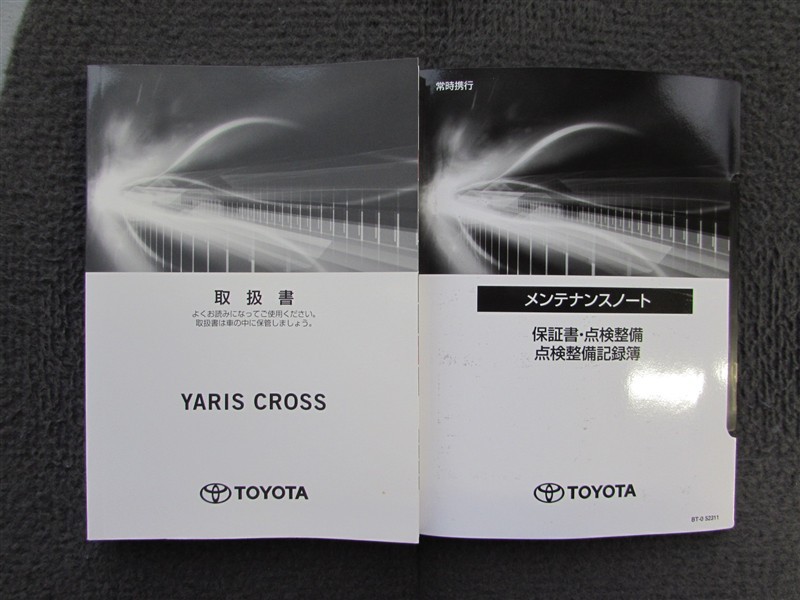 取扱書
よくお読みになってご使用ください。
取扱書は車の中に保管しましょう。
YARIS CROSS
TOYOTA
常時携行
メンテナンスノート
保証書・点検整備
点検整備記録簿
TOYOTA
BT-0 52211